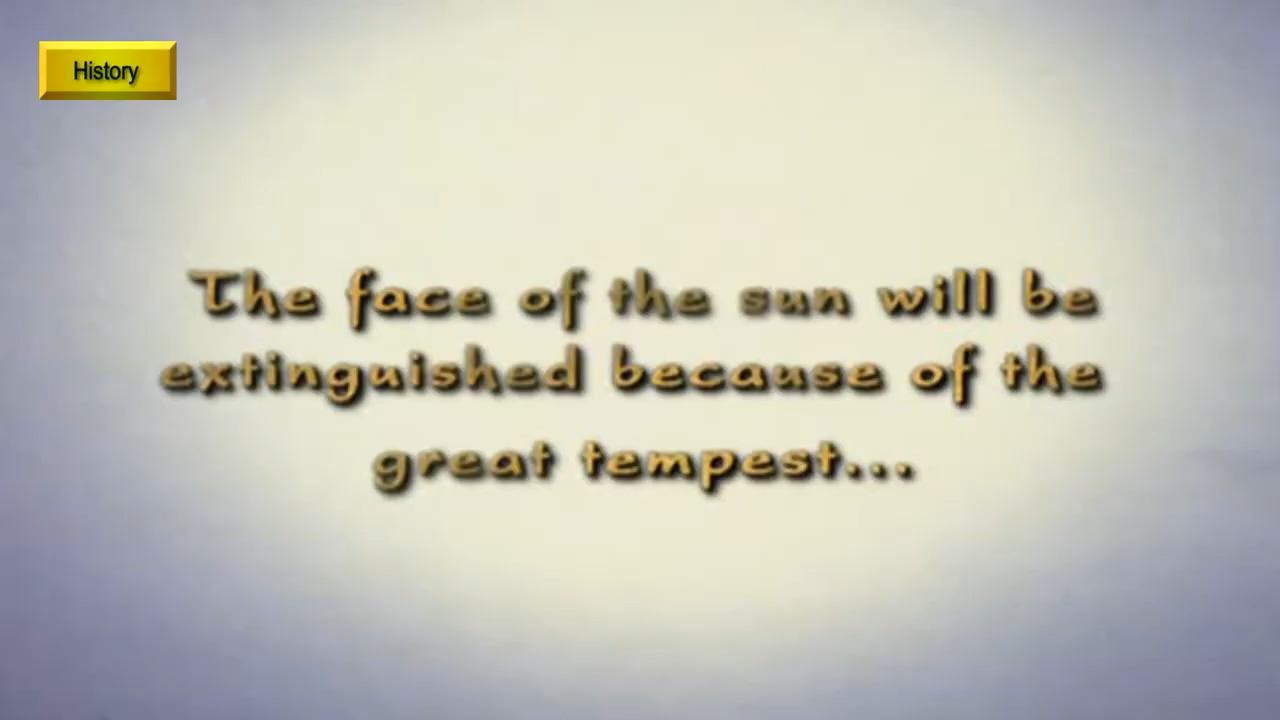 History
The face of the sun will be
extinguished because of the
great tempest...